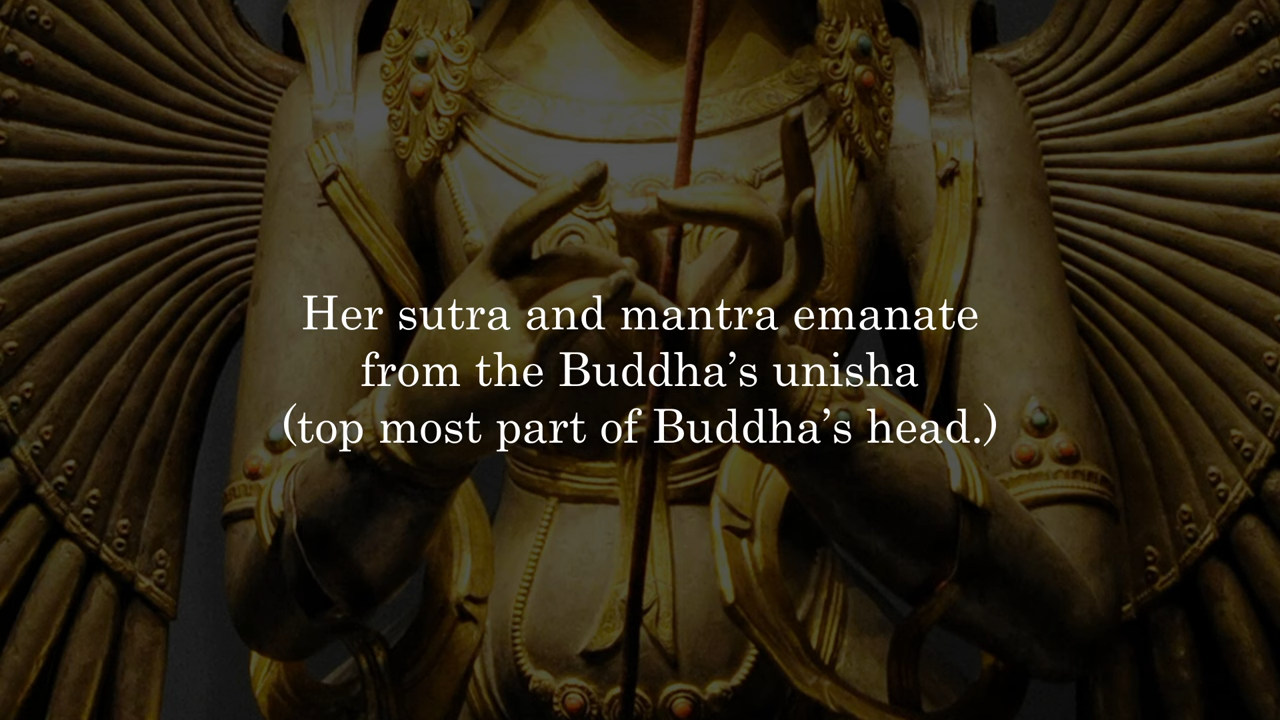 Her sutra and mantra emanate
from the Buddha’s unisha
(top most part of Buddha’s head.)